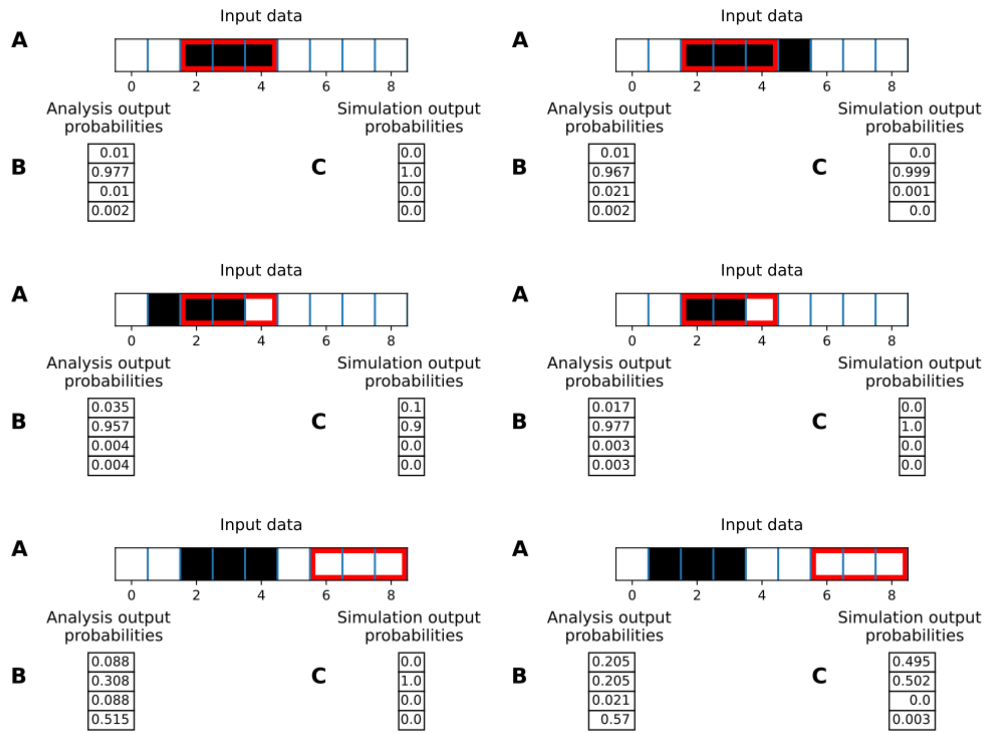 Input data
A
0 2 4 6 8
Analysis output
probabilities
Simulation output
probabilities
B
0.01
0.977
0.01
0.002
C
0.0
1.0
0.0
0.0
Input data
A
0 2 4 6 8
Analysis output
probabilities
Simulation output
probabilities
B
0.01
0.967
0.021
0.002
C
0.0
0.999
0.001
0.0
Input data
A
0 2 4 6 8
Analysis output
probabilities
Simulation output
probabilities
B
0.035
0.957
0.004
0.004
C
0.1
0.9
0.0
0.0
Input data
A
0 2 4 6 8
Analysis output
probabilities
Simulation output
probabilities
B
0.017
0.977
0.003
0.003
C
0.0
1.0
0.0
0.0
Input data
A
0 2 4 6 8
Analysis output
probabilities
Simulation output
probabilities
B
0.088
0.308
0.088
0.515
C
0.0
1.0
0.0
0.0
Input data
A
0 2 4 6 8
Analysis output
probabilities
Simulation output
probabilities
B
0.205
0.205
0.021
0.57
C
0.495
0.502
0.0
0.003